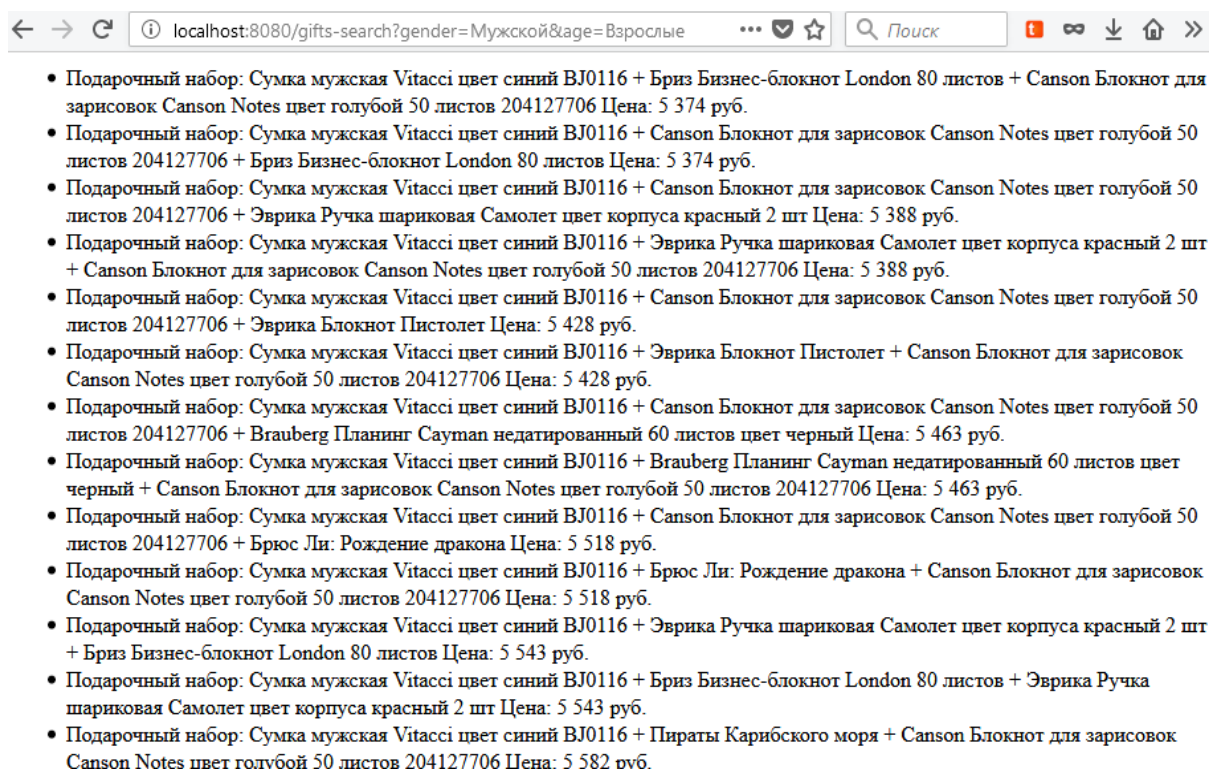 localhost:8080/gifts-search?gender=Мужской&age=Взрослые
Поиск
• Подарочный набор: Сумка мужская Vitacci цвет синий BJ0116 + Бриз Бизнес-блокнот London 80 листов + Canson Блокнот для
зарисовок Canson Notes цвет голубой 50 листов 204127706 Цена: 5 374 руб.
• Подарочный набор: Сумка мужская Vitacci цвет синий BJ0116 + Canson Блокнот для зарисовок Canson Notes цвет голубой 50
листов 204127706 + Бриз Бизнес-блокнот London 80 листов Цена: 5 374 руб.
• Подарочный набор: Сумка мужская Vitacci цвет синий BJ0116 + Canson Блокнот для зарисовок Canson Notes цвет голубой 50
листов 204127706 + Эврика Ручка шариковая Самолет цвет корпуса красный 2 шт Цена: 5 388 руб.
• Подарочный набор: Сумка мужская Vitacci цвет синий BJ0116 + Эврика Ручка шариковая Самолет цвет корпуса красный 2 шт
+ Canson Блокнот для зарисовок Canson Notes цвет голубой 50 листов 204127706 Цена: 5 388 руб.
• Подарочный набор: Сумка мужская Vitacci цвет синий BJ0116 + Canson Блокнот для зарисовок Canson Notes цвет голубой 50
листов 204127706 + Эврика Блокнот Пистолет Цена: 5 428 руб.
• Подарочный набор: Сумка мужская Vitacci цвет синий BJ0116 + Эврика Блокнот Пистолет + Canson Блокнот для зарисовок
Canson Notes цвет голубой 50 листов 204127706 Цена: 5 428 руб.
• Подарочный набор: Сумка мужская Vitacci цвет синий BJ0116 + Canson Блокнот для зарисовок Canson Notes цвет голубой 50
листов 204127706 + Brauberg Планинг Cayman недатированный 60 листов цвет черный Цена: 5 463 руб.
• Подарочный набор: Сумка мужская Vitacci цвет синий BJ0116 + Brauberg Планинг Cayman недатированный 60 листов цвет
черный + Canson Блокнот для зарисовок Canson Notes цвет голубой 50 листов 204127706 Цена: 5 463 руб.
• Подарочный набор: Сумка мужская Vitacci цвет синий BJ0116 + Canson Блокнот для зарисовок Canson Notes цвет голубой 50
листов 204127706 + Брюс Ли: Рождение дракона Цена: 5 518 руб.
• Подарочный набор: Сумка мужская Vitacci цвет синий BJ0116 + Брюс Ли: Рождение дракона + Canson Блокнот для зарисовок
Canson Notes цвет голубой 50 листов 204127706 Цена: 5 518 руб.
• Подарочный набор: Сумка мужская Vitacci цвет синий BJ0116 + Эврика Ручка шариковая Самолет цвет корпуса красный 2 шт
+ Бриз Бизнес-блокнот London 80 листов Цена: 5 543 руб.
• Подарочный набор: Сумка мужская Vitacci цвет синий BJ0116 + Бриз Бизнес-блокнот London 80 листов + Эврика Ручка
шариковая Самолет цвет корпуса красный 2 шт Цена: 5 543 руб.
• Подарочный набор: Сумка мужская Vitacci цвет синий BJ0116 + Пираты Карибского моря + Canson Блокнот для зарисовок
Canson Notes цвет голубой 50 листов 204127706 Цена: 5 582 руб.